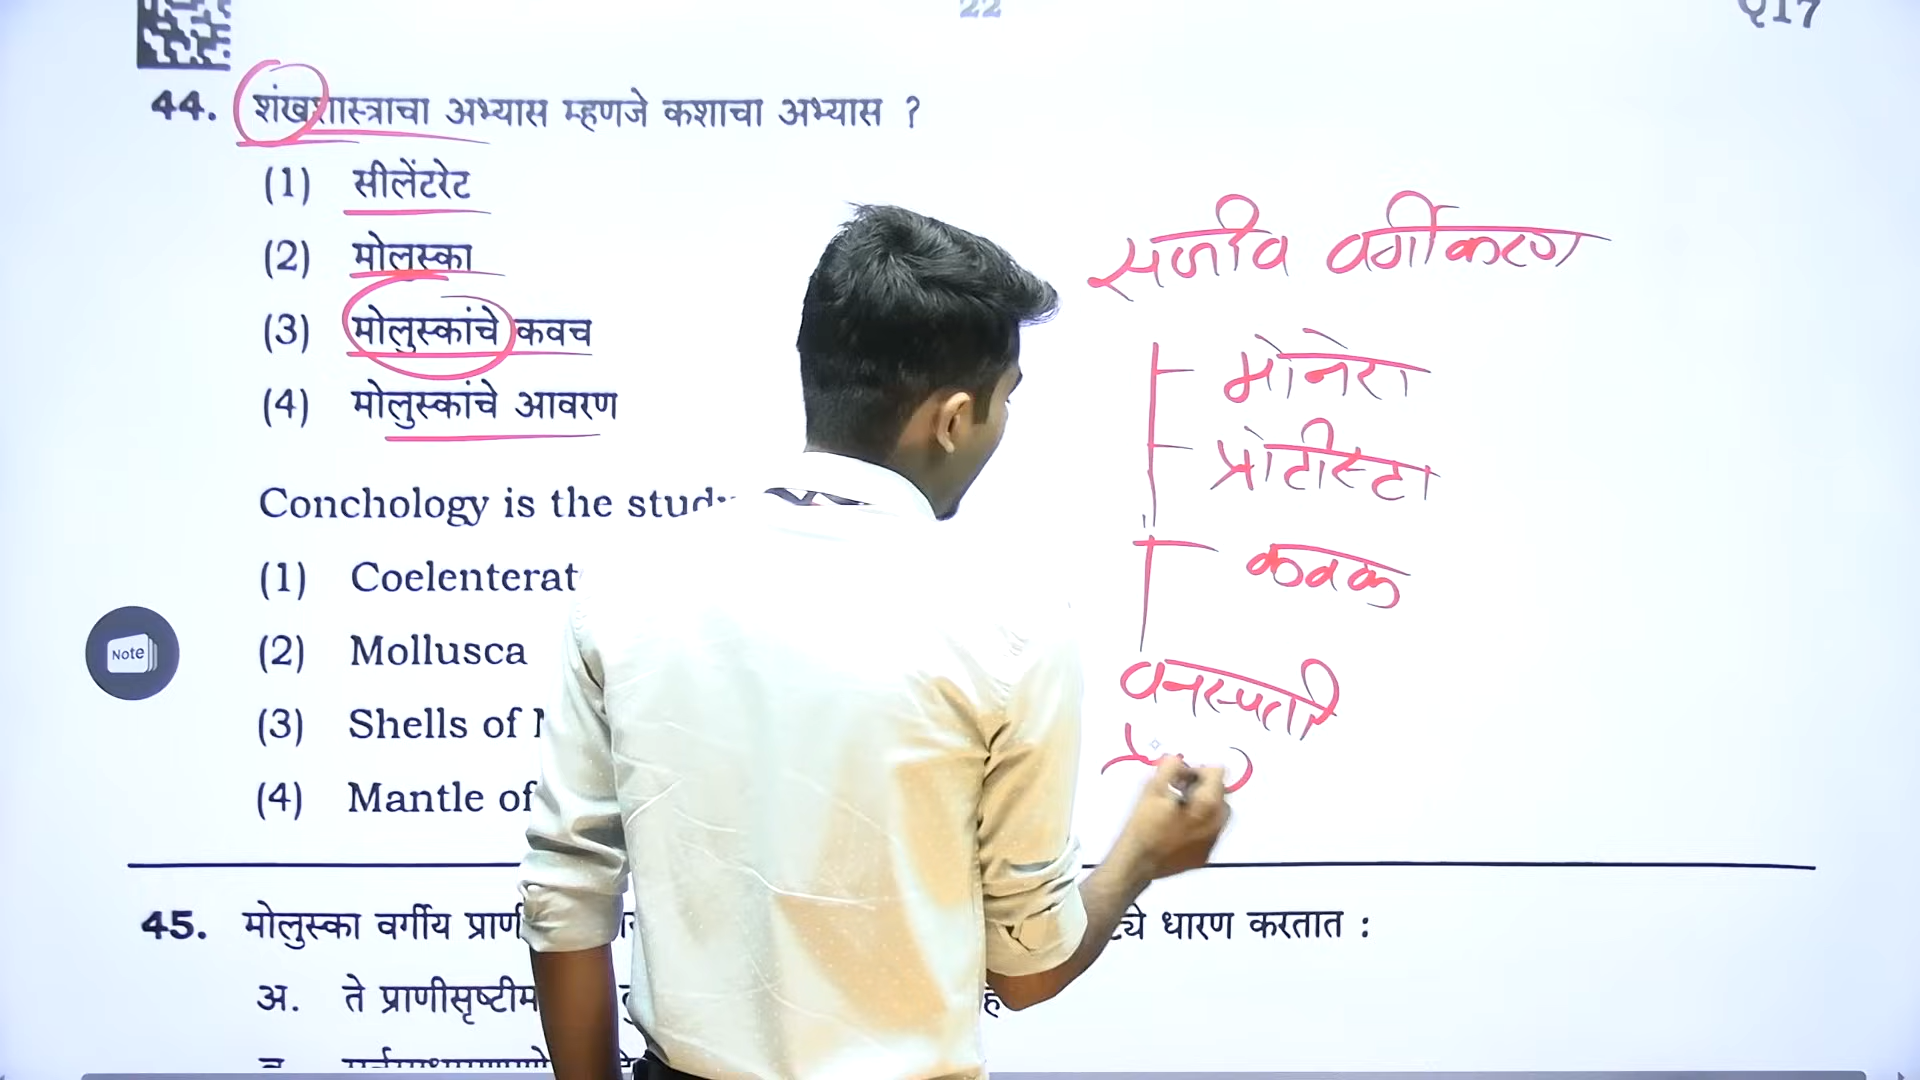 22
Q17
44. शंखशास्त्राचा अभ्यास म्हणजे कशाचा अभ्यास ?
(1) सीलेंटरेट
(2) मोलुस्का
(3) मोलुस्कांचे कवच
(4) मोलुस्कांचे आवरण
Conchology is the study
(1) Coelenterat
(2) Mollusca
(3) Shells of
(4) Mantle of
Note
सजीव वर्गीकरण
मोनेरा
प्रोटीस्टा
कवक
वनस्पती
45. मोलुस्का वर्गीय धारण करतात :
अ. ते